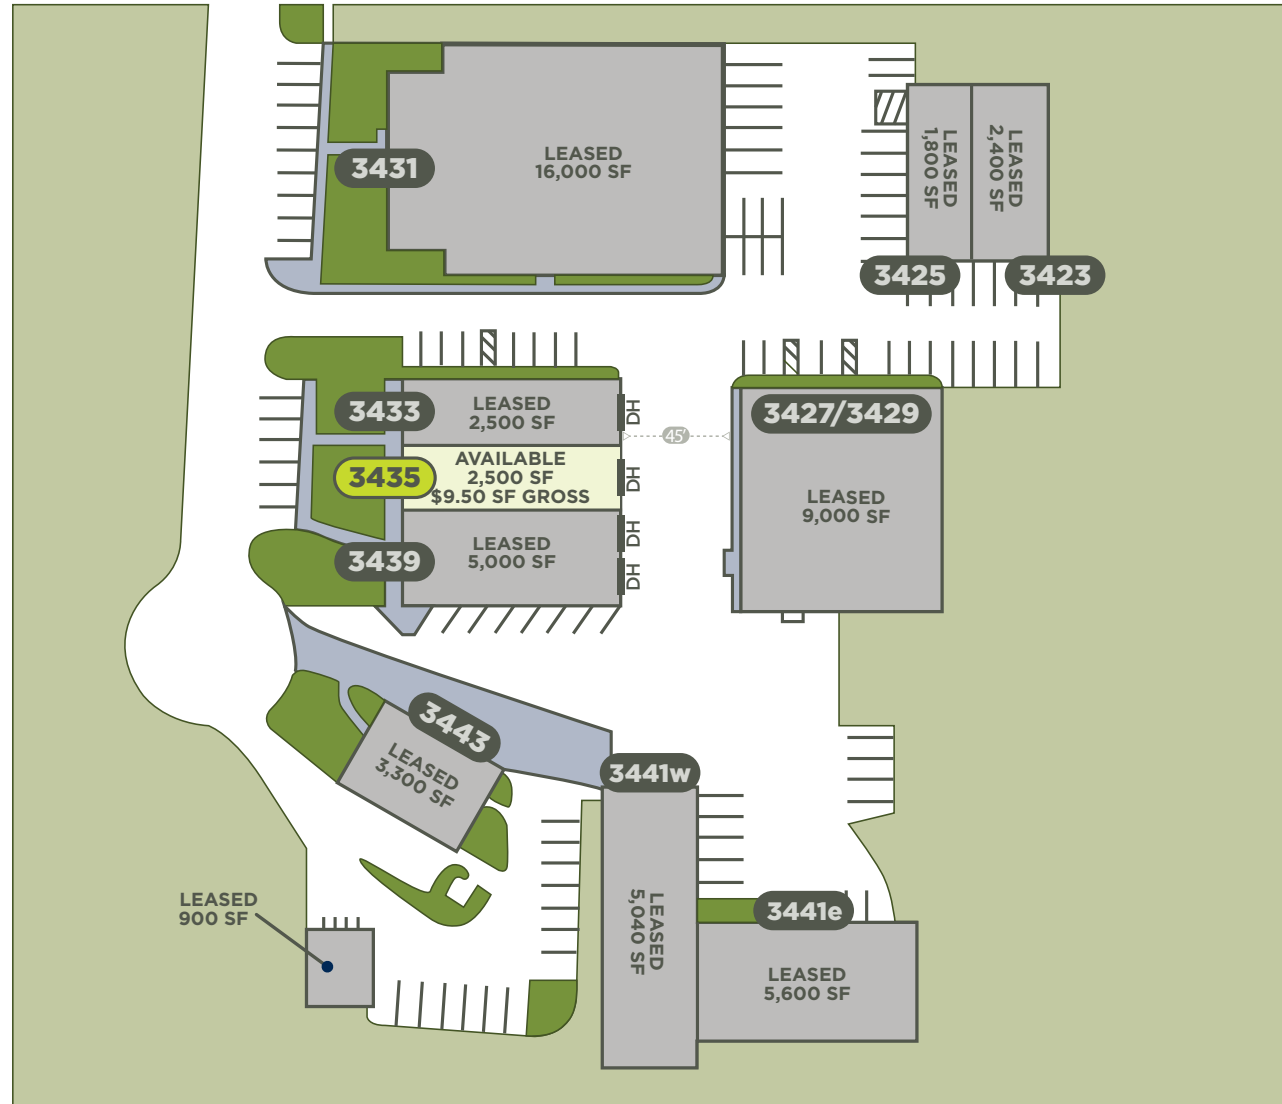 3431
LEASED
16,000 SF
LEASED
1,800 SF
LEASED
2,400 SF
3425
3423
3433
LEASED
2,500 SF
DH
45'
3427/3429
LEASED
9,000 SF
3435
AVAILABLE
2,500 SF
$9.50 SF GROSS
DH
3439
LEASED
5,000 SF
DH
DH
3443
LEASED
3,300 SF
3441w
LEASED
5,040 SF
3441e
LEASED
5,600 SF
LEASED
900 SF